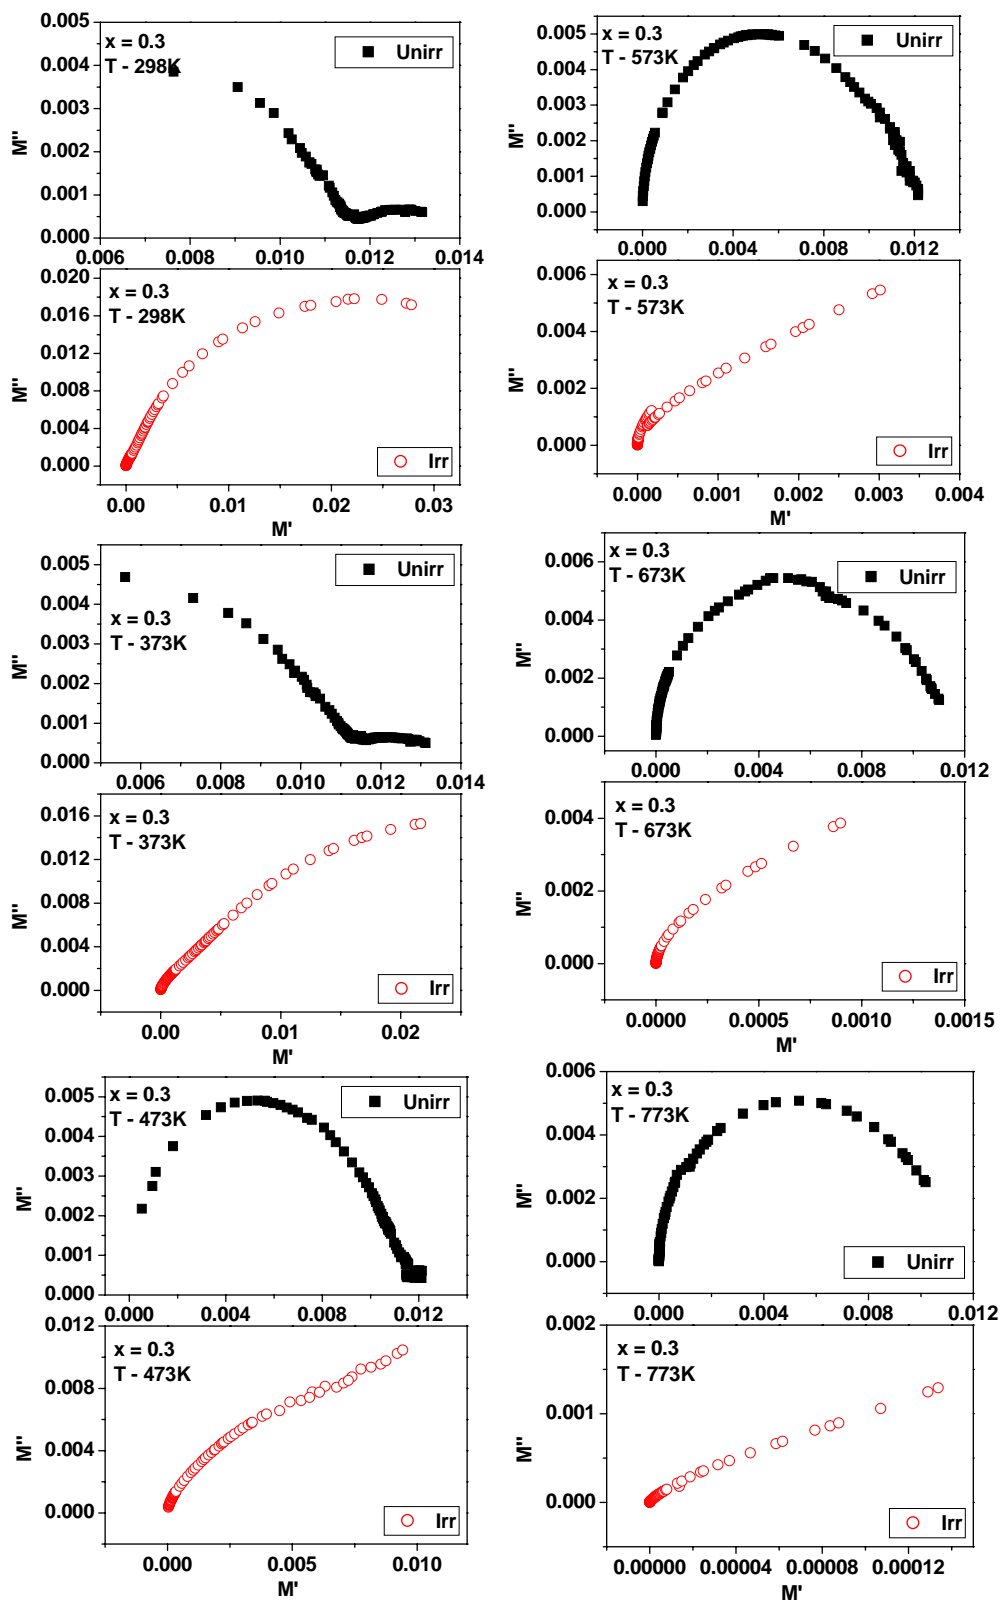 0.005
0.004
0.003
0.002
0.001
0.000
M''
x = 0.3
T - 298K
Unirr
0.006 0.008 0.010 0.012 0.014
0.020
0.016
0.012
0.008
0.004
0.000
M''
x = 0.3
T - 298K
Irr
0.00 0.01 0.02 0.03
M'
0.005
0.004
0.003
0.002
0.001
0.000
M''
x = 0.3
T - 373K
Unirr
0.006 0.008 0.010 0.012 0.014
0.016
0.012
0.008
0.004
0.000
M''
x = 0.3
T - 373K
Irr
0.00 0.01 0.02
M'
0.005
0.004
0.003
0.002
0.001
0.000
M''
x = 0.3
T - 473K
Unirr
0.000 0.004 0.008 0.012
0.012
0.008
0.004
0.000
M''
x = 0.3
T - 473K
Irr
0.000 0.005 0.010
M'
0.005
0.004
0.003
0.002
0.001
0.000
M''
x = 0.3
T - 573K
Unirr
0.000 0.004 0.008 0.012
0.006
0.004
0.002
0.000
M''
x = 0.3
T - 573K
Irr
0.000 0.001 0.002 0.003 0.004
M'
0.006
0.004
0.002
0.000
M''
x = 0.3
T - 673K
Unirr
0.000 0.004 0.008 0.012
0.004
0.002
0.000
M''
x = 0.3
T - 673K
Irr
0.0000 0.0005 0.0010 0.0015
M'
0.006
0.004
0.002
0.000
M''
x = 0.3
T - 773K
Unirr
0.000 0.004 0.008 0.012
0.002
0.001
0.000
M''
x = 0.3
T - 773K
Irr
0.00000 0.00004 0.00008 0.00012
M'